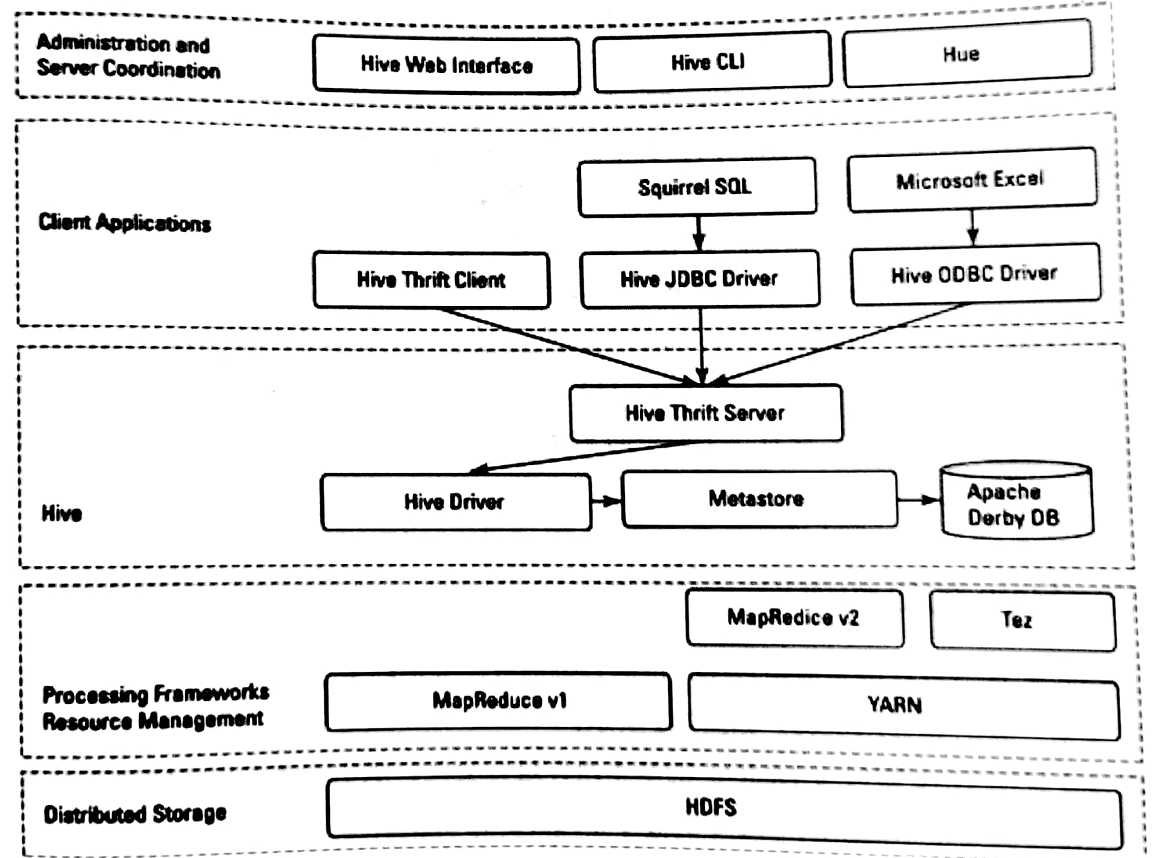 Administration and
Server Coordination
Hive Web Interface
Hive CLI
Hue
Client Applications
Squirrel SQL
Microsoft Excel
Hive Thrift Client
Hive JDBC Driver
Hive ODBC Driver
Hive Thrift Server
Hive
Hive Driver
Metastore
Apache
Derby DB
MapRedice v2
Tez
Processing Frameworks
Resource Management
MapReduce v1
YARN
Distributed Storage
HDFS